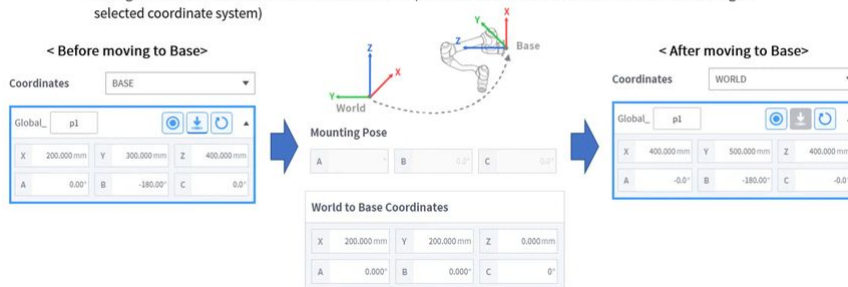 selected coordinate system)
< Before moving to Base>
Coordinates BASE
Global_ p1
X 200.000 mm Y 300.000 mm Z 400.000 mm
A 0.00° B -180.00° C 0.0°
X
Y
Z
Base
Z
X
Y
World
Mounting Pose
A ° B 0.0° C 0.0°
World to Base Coordinates
X 200.000 mm Y 200.000 mm Z 0.000 mm
A 0.000° B 0.000° C 0°
< After moving to Base>
Coordinates WORLD
Global_ p1
X 400.000 mm Y 500.000 mm Z 400.000 mm
A -0.0° B -180.00° C -0.0°